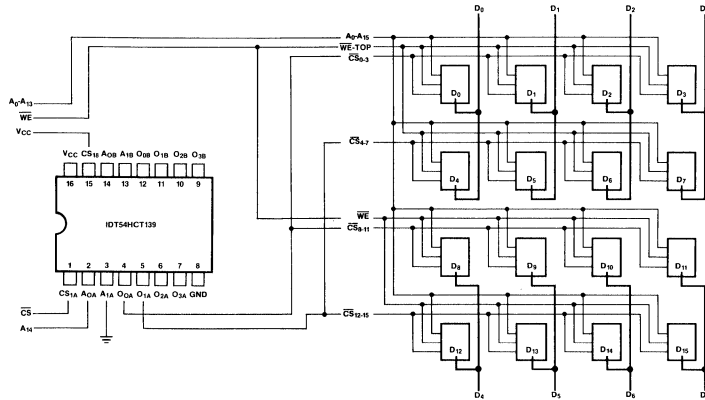 D0 D1 D2 D
A0-A15
WE-TOP
CS0-3
D0 D1 D2 D3
A0-A13
WE
VCC
CS4-7
VCC CS1B A0B A1B O0B O1B O2B O3B
16 15 14 13 12 11 10 9
D4 D5 D6 D7
IDT54HCT139
WE
CS8-11
1 2 3 4 5 6 7 8
D8 D9 D10 D11
CS1A A0A A1A O0A O1A O2A O3A GND
CS
CS12-15
A14
D12 D13 D14 D15
D4 D5 D6 D